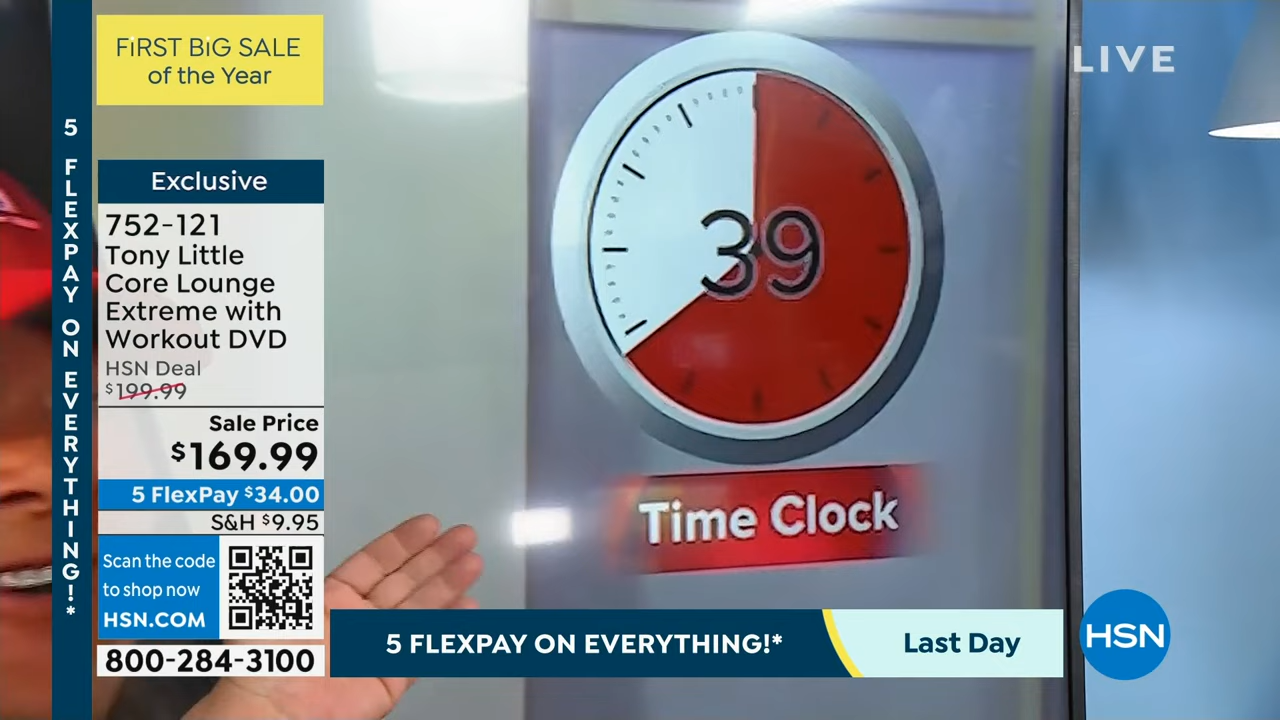 FiRST BiG SALE
of the Year
5 FLEXPAY ON EVERYTHING!*
Exclusive
752-121
Tony Little
Core Lounge
Extreme with
Workout DVD
HSN Deal
$199.99
Sale Price
$169.99
5 FlexPay $34.00
S&H $9.95
Scan the code
to shop now
HSN.COM
800-284-3100
39
Time Clock
LIVE
5 FLEXPAY ON EVERYTHING!*
Last Day
HSN